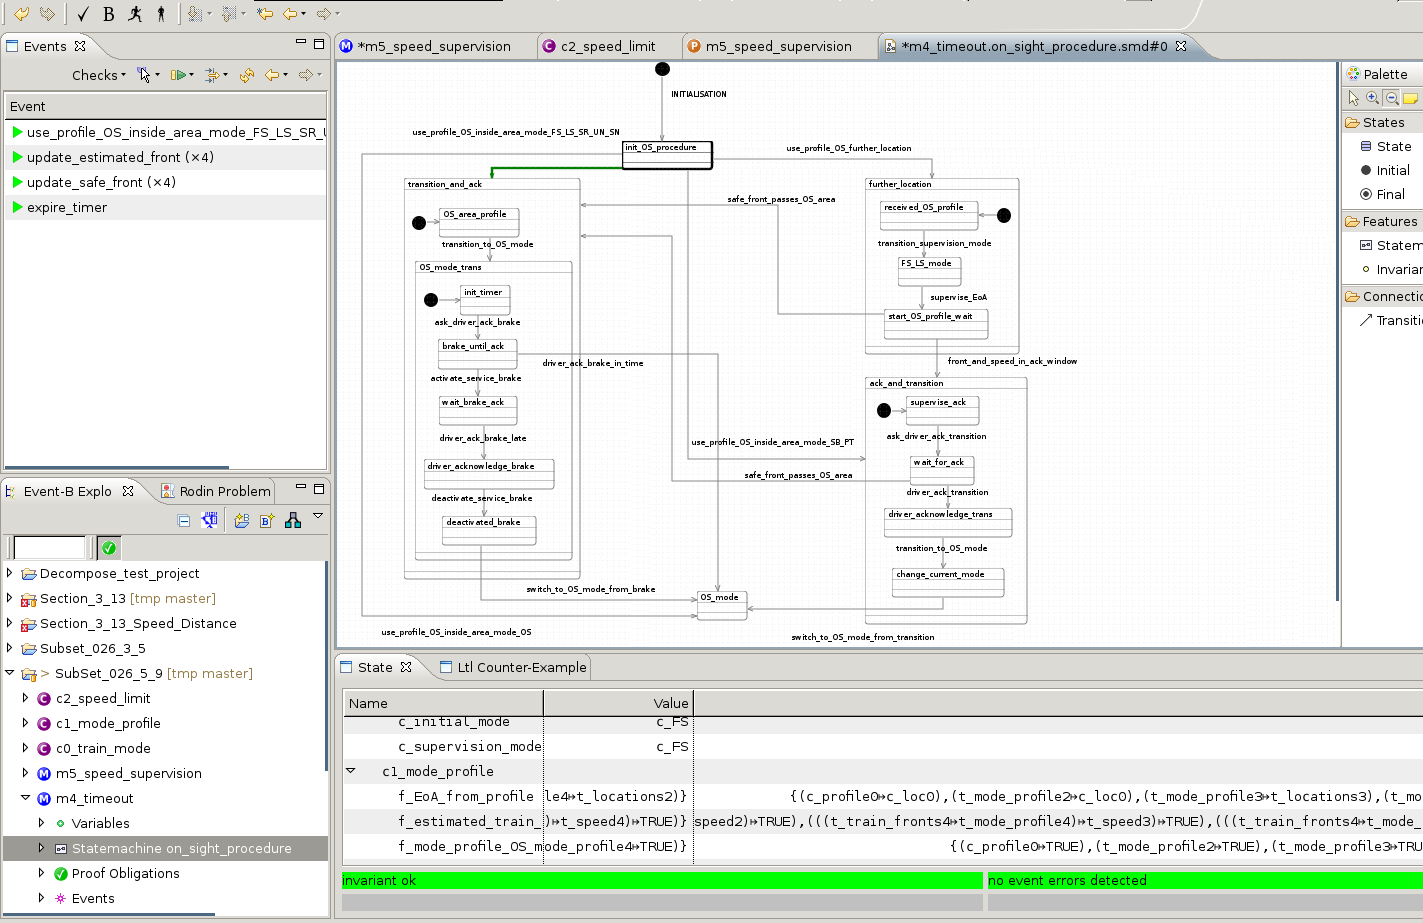 Events
*m5_speed_supervision
c2_speed_limit
m5_speed_supervision
*m4_timeout.on_sight_procedure.smd#0
Checks
Event
use_profile_OS_inside_area_mode_FS_LS_SR_U
update_estimated_front (×4)
update_safe_front (×4)
expire_timer
INITIALISATION
use_profile_OS_inside_area_mode_FS_LS_SR_UN_SN
init_OS_procedure
use_profile_OS_further_location
transition_and_ack
further_location
safe_front_passes_OS_area
OS_area_profile
received_OS_profile
transition_to_OS_mode
transition_supervision_mode
OS_mode_trans
FS_LS_mode
init_timer
supervise_EoA
ask_driver_ack_brake
start_OS_profile_wait
brake_until_ack
driver_ack_brake_in_time
front_and_speed_in_ack_window
activate_service_brake
ack_and_transition
wait_brake_ack
supervise_ack
driver_ack_brake_late
ask_driver_ack_transition
use_profile_OS_inside_area_mode_SB_PT
driver_acknowledge_brake
wait_for_ack
safe_front_passes_OS_area
deactivate_service_brake
driver_ack_transition
deactivated_brake
driver_acknowledge_trans
transition_to_OS_mode
change_current_mode
switch_to_OS_mode_from_brake
OS_mode
use_profile_OS_inside_area_mode_OS
switch_to_OS_mode_from_transition
Palette
States
State
Initial
Final
Features
Statem
Invarian
Connectio
Transiti
Event-B Explo
Rodin Problem
Decompose_test_project
Section_3_13 [tmp master]
Section_3_13_Speed_Distance
Subset_026_3_5
> SubSet_026_5_9 [tmp master]
c2_speed_limit
c1_mode_profile
c0_train_mode
m5_speed_supervision
m4_timeout
Variables
Statemachine on_sight_procedure
Proof Obligations
Events
State
Ltl Counter-Example
Name Value
c_initial_mode c_FS
c_supervision_mode c_FS
c1_mode_profile
f_EoA_from_profile le4↦t_locations2)} {(c_profile0↦c_loc0),(t_mode_profile2↦c_loc0),(t_mode_profile3↦t_locations3),(t_mo
f_estimated_train_ )↦t_speed4)↦TRUE)} speed2)↦TRUE),(((t_train_fronts4↦t_mode_profile4)↦t_speed3)↦TRUE),(((t_train_fronts4↦t_mode_
f_mode_profile_OS_m ode_profile4↦TRUE)} {(c_profile0↦TRUE),(t_mode_profile2↦TRUE),(t_mode_profile3↦TRU
invariant ok
no event errors detected